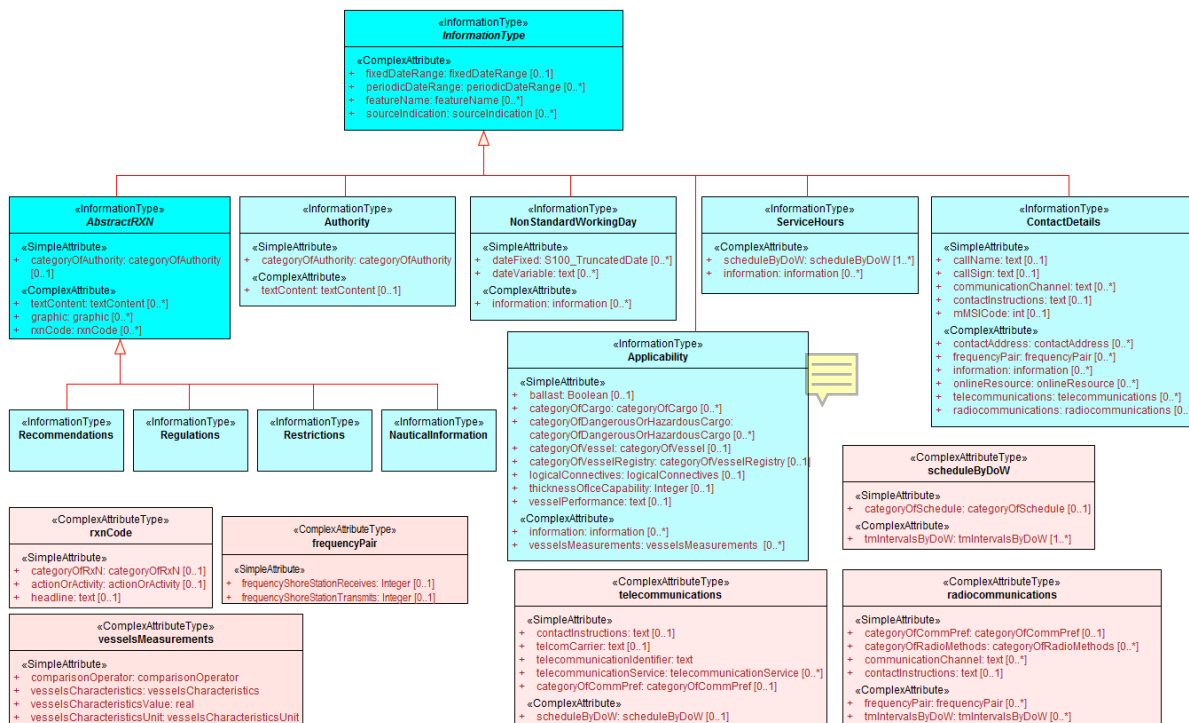 «InformationType»
InformationType
«ComplexAttribute»
+ fixedDateRange: fixedDateRange [0..1]
+ periodicDateRange: periodicDateRange [0..*]
+ featureName: featureName [0..*]
+ sourceIndication: sourceIndication [0..*]
«InformationType»
AbstractRXN
«SimpleAttribute»
+ categoryOfAuthority: categoryOfAuthority
[0..1]
«ComplexAttribute»
+ textContent: textContent [0..*]
+ graphic: graphic [0..*]
+ rxnCode: rxnCode [0..*]
«InformationType»
Authority
«SimpleAttribute»
+ categoryOfAuthority: categoryOfAuthority
«ComplexAttribute»
+ textContent: textContent [0..1]
«InformationType»
NonStandardWorkingDay
«SimpleAttribute»
+ dateFixed: S100_TruncatedDate [0..*]
+ dateVariable: text [0..*]
«ComplexAttribute»
+ information: information [0..*]
«InformationType»
ServiceHours
«ComplexAttribute»
+ scheduleByDoW: scheduleByDoW [1..*]
+ information: information [0..*]
«InformationType»
ContactDetails
«SimpleAttribute»
+ callName: text [0..1]
+ callSign: text [0..1]
+ communicationChannel: text [0..*]
+ contactInstructions: text [0..1]
+ mMSICode: int [0..1]
«ComplexAttribute»
+ contactAddress: contactAddress [0..*]
+ frequencyPair: frequencyPair [0..*]
+ information: information [0..*]
+ onlineResource: onlineResource [0..*]
+ telecommunications: telecommunications [0..*]
+ radiocommunications: radiocommunications [0..
«InformationType»
Applicability
«SimpleAttribute»
+ ballast: Boolean [0..1]
+ categoryOfCargo: categoryOfCargo [0..*]
+ categoryOfDangerousOrHazardousCargo:
categoryOfDangerousOrHazardousCargo [0..*]
+ categoryOfVessel: categoryOfVessel [0..1]
+ categoryOfVesselRegistry: categoryOfVesselRegistry [0..1]
+ logicalConnectives: logicalConnectives [0..1]
+ thicknessOfIceCapability: Integer [0..1]
+ vesselPerformance: text [0..1]
«ComplexAttribute»
+ information: information [0..*]
+ vesselsMeasurements: vesselsMeasurements [0..*]
«InformationType»
Recommendations
«InformationType»
Regulations
«InformationType»
Restrictions
«InformationType»
NauticalInformation
«ComplexAttributeType»
scheduleByDoW
«SimpleAttribute»
+ categoryOfSchedule: categoryOfSchedule [0..1]
«ComplexAttribute»
+ tmIntervalsByDoW: tmIntervalsByDoW [1..*]
«ComplexAttributeType»
rxnCode
«SimpleAttribute»
+ categoryOfRxN: categoryOfRxN [0..1]
+ actionOrActivity: actionOrActivity [0..1]
+ headline: text [0..1]
«ComplexAttributeType»
frequencyPair
«SimpleAttribute»
+ frequencyShoreStationReceives: Integer [0..1]
+ frequencyShoreStationTransmits: Integer [0..1]
«ComplexAttributeType»
telecommunications
«SimpleAttribute»
+ contactInstructions: text [0..1]
+ telcomCarrier: text [0..1]
+ telecommunicationIdentifier: text
+ telecommunicationService: telecommunicationService [0..*]
+ categoryOfCommPref: categoryOfCommPref [0..1]
«ComplexAttribute»
+ scheduleByDoW: scheduleByDoW [0..1]
«ComplexAttributeType»
radiocommunications
«SimpleAttribute»
+ categoryOfCommPref: categoryOfCommPref [0..1]
+ categoryOfRadioMethods: categoryOfRadioMethods [0..*]
+ communicationChannel: text [0..*]
+ contactInstructions: text [0..1]
«ComplexAttribute»
+ frequencyPair: frequencyPair [0..*]
+ tmIntervalsByDoW: tmIntervalsByDoW [0..*]
«ComplexAttributeType»
vesselsMeasurements
«SimpleAttribute»
+ comparisonOperator: comparisonOperator
+ vesselsCharacteristics: vesselsCharacteristics
+ vesselsCharacteristicsValue: real
+ vesselsCharacteristicsUnit: vesselsCharacteristicsUnit